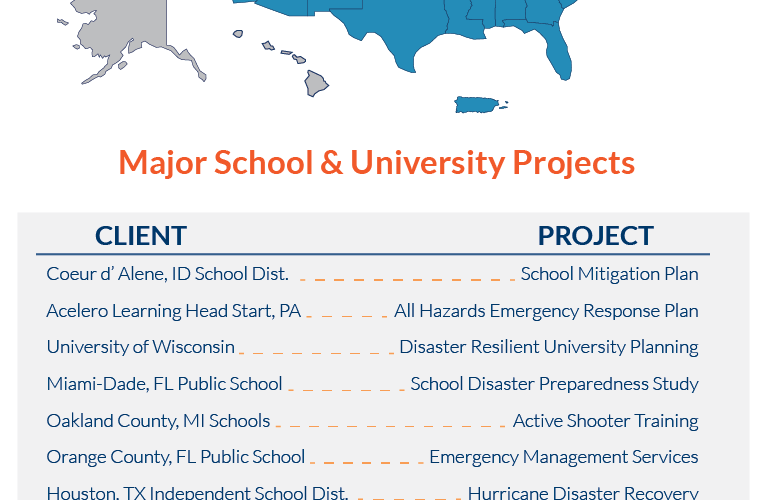 Major School & University Projects
CLIENT PROJECT
Coeur d' Alene, ID School Dist. School Mitigation Plan
Acelero Learning Head Start, PA All Hazards Emergency Response Plan
University of Wisconsin Disaster Resilient University Planning
Miami-Dade, FL Public School School Disaster Preparedness Study
Oakland County, MI Schools Active Shooter Training
Orange County, FL Public School Emergency Management Services
Houston, TX Independent School Dist. Hurricane Disaster Recovery